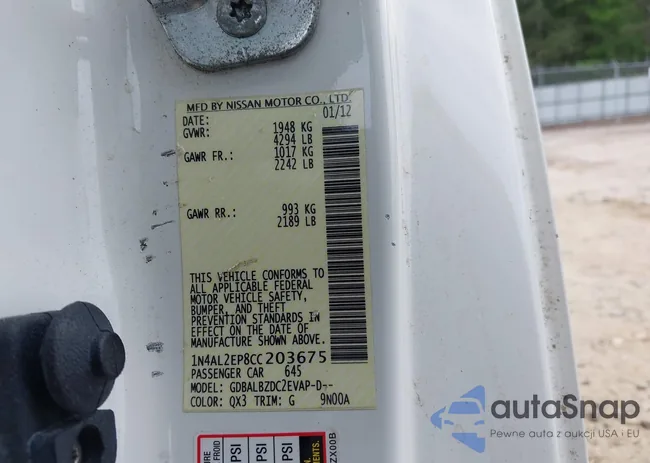 MFD BY NISSAN MOTOR CO., LTD.
DATE: 01/12
GVWR: 1948 KG
4294 LB
GAWR FR.: 1017 KG
2242 LB
GAWR RR.: 993 KG
2189 LB
THIS VEHICLE CONFORMS TO
ALL APPLICABLE FEDERAL
MOTOR VEHICLE SAFETY,
BUMPER, AND THEFT
PREVENTION STANDARDS IN
EFFECT ON THE DATE OF
MANUFACTURE SHOWN ABOVE.
1N4AL2EP8CC203675
PASSENGER CAR 645
MODEL: GDBALBZDC2EVAP-D--
COLOR: QX3 TRIM: G 9N00A
PSI
PSI
PSI
ZX00B
autoSnap
Pewne auta z aukcji USA i EU